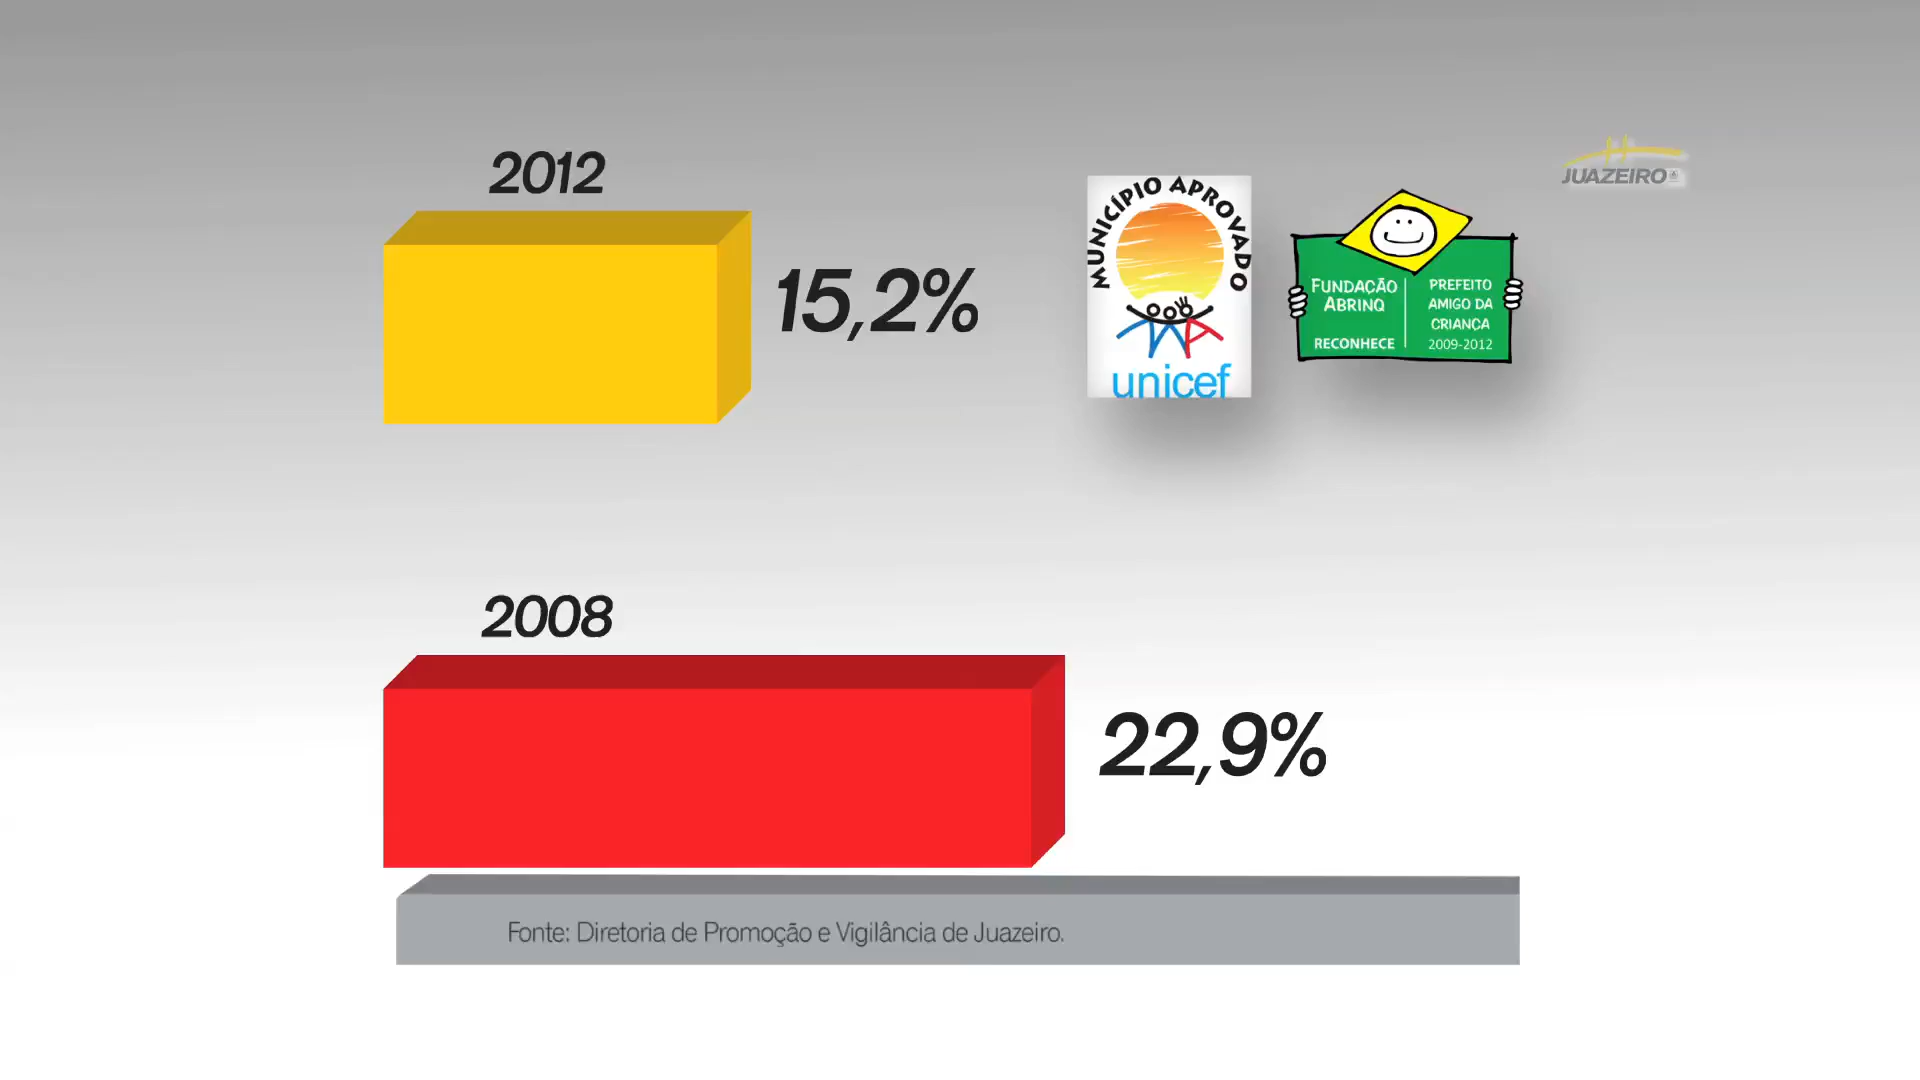 2012
15,2%
MUNICÍPIO APROVADO
unicef
FUNDAÇÃO
ABRINQ
RECONHECE
PREFEITO
AMIGO DA
CRIANÇA
2009-2012
JUAZEIRO
2008
22,9%
Fonte: Diretoria de Promoção e Vigilância de Juazeiro.